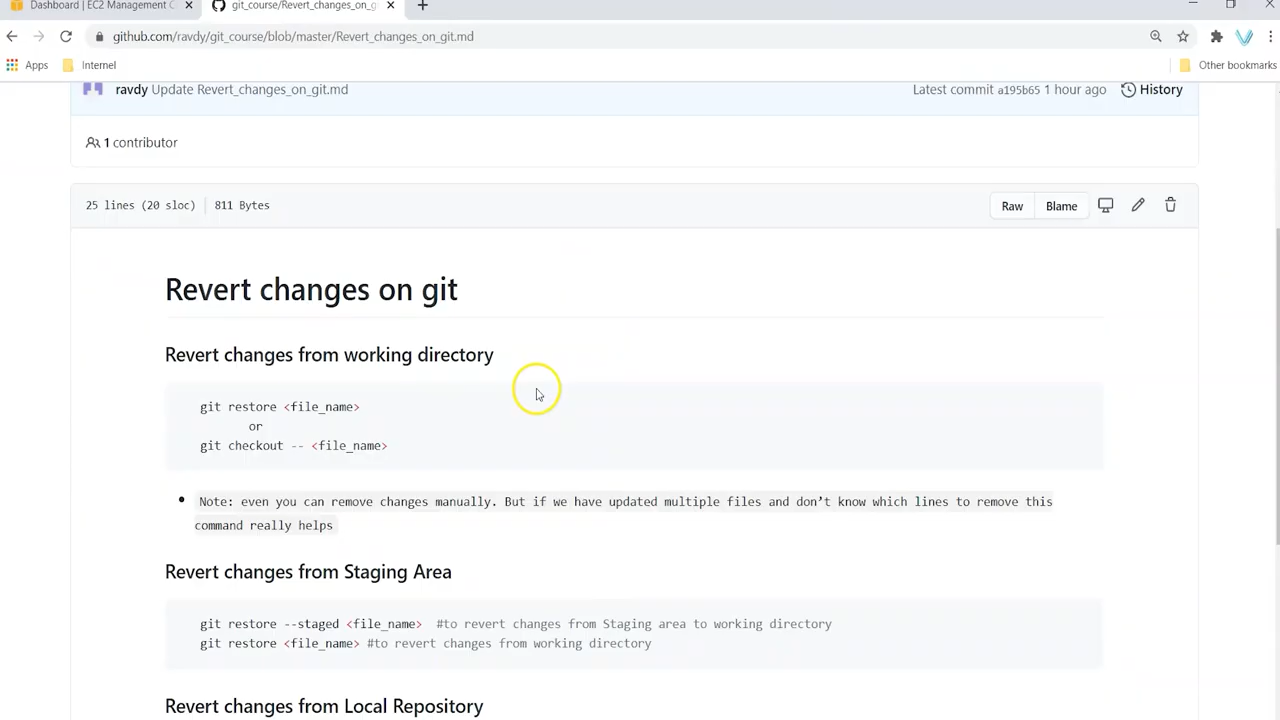 Dashboard | EC2 Management C
git_course/Revert_changes_on_g
github.com/ravdy/git_course/blob/master/Revert_changes_on_git.md
Apps
Internet
Other bookmarks
ravdy Update Revert_changes_on_git.md
Latest commit a195b65 1 hour ago
History
1 contributor
25 lines (20 sloc)
811 Bytes
Raw
Blame
Revert changes on git
Revert changes from working directory
git restore <file_name>
or
git checkout -- <file_name>
Note: even you can remove changes manually. But if we have updated multiple files and don’t know which lines to remove this
command really helps
Revert changes from Staging Area
git restore --staged <file_name>  #to revert changes from Staging area to working directory
git restore <file_name> #to revert changes from working directory
Revert changes from Local Repository